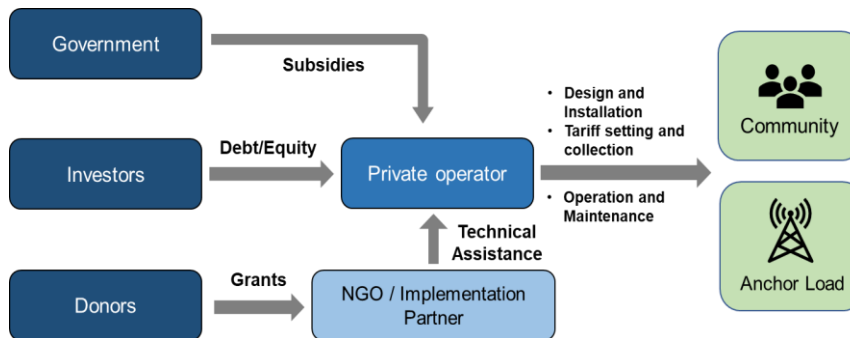 Government
Subsidies
• Design and
Installation
• Tariff setting and
collection
Community
Investors
Debt/Equity
Private operator
• Operation and
Maintenance
Technical
Assistance
Donors
Grants
NGO / Implementation
Partner
Anchor Load